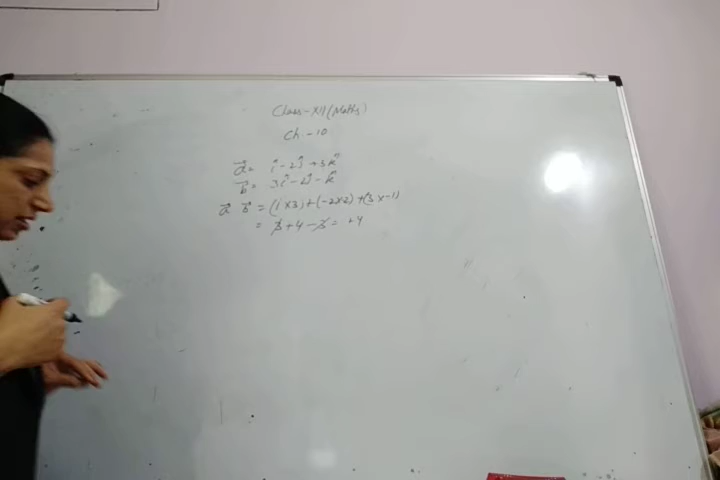 Class-XII (Maths)
Ch-10
a⃗ = î - 2ĵ + 3k̂
b⃗ = 3î - 2ĵ - k̂
a⃗ b⃗ = (1×3)+(-2×2)+(3×-1)
= 3+4-3 = +4